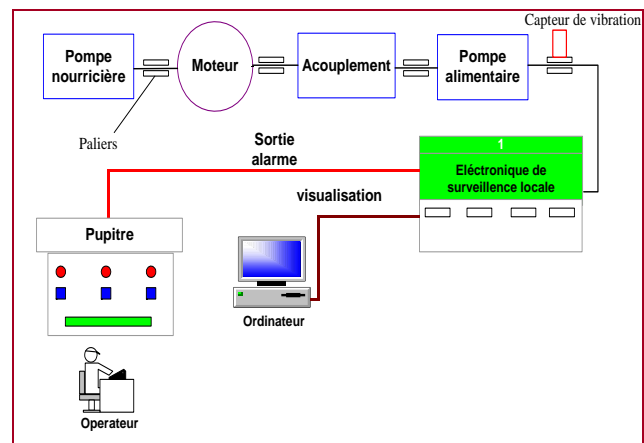 Capteur de vibration
Pompe
nourricière
Moteur
Acouplement
Pompe
alimentaire
Paliers
Sortie
alarme
1
Eléctronique de
surveillence locale
visualisation
Pupitre
Ordinateur
Operateur